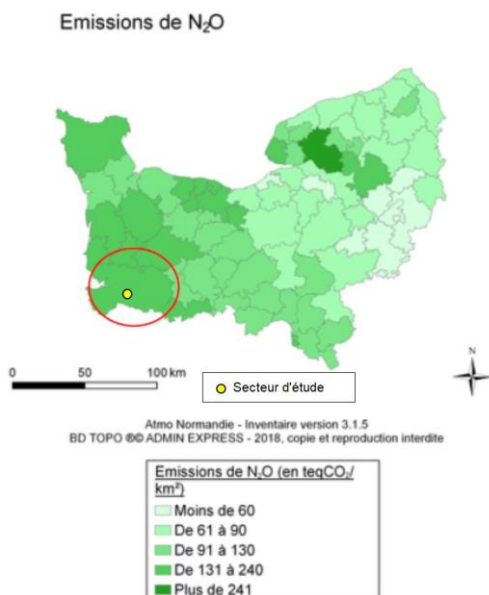 Emissions de N₂O
0 50 100 km
Secteur d'étude
N
Atmo Normandie - Inventaire version 3.1.5
BD TOPO ®© ADMIN EXPRESS - 2018, copie et reproduction interdite
Emissions de N₂O (en teqCO₂/
km²)
Moins de 60
De 61 à 90
De 91 à 130
De 131 à 240
Plus de 241